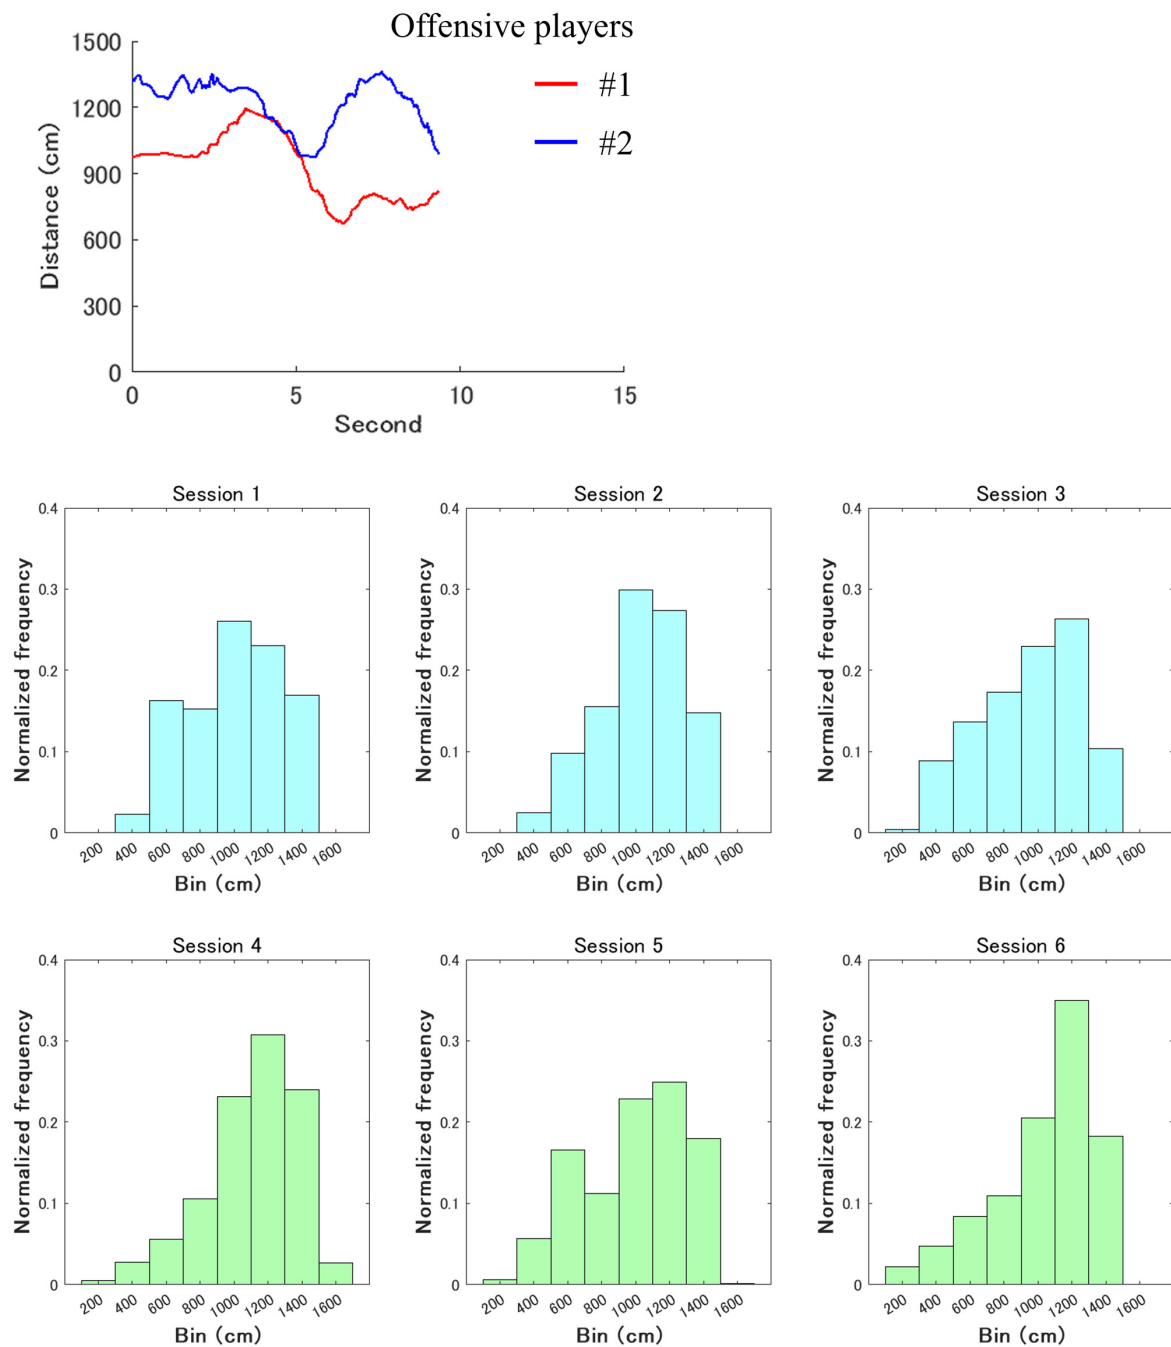 Offensive players
#1
#2
1500
1200
900
600
300
0
Distance (cm)
0 5 10 15
Second
Session 1
0.4
0.3
0.2
0.1
0
Normalized frequency
200 400 600 800 1000 1200 1400 1600
Bin (cm)
Session 2
0.4
0.3
0.2
0.1
0
Normalized frequency
200 400 600 800 1000 1200 1400 1600
Bin (cm)
Session 3
0.4
0.3
0.2
0.1
0
Normalized frequency
200 400 600 800 1000 1200 1400 1600
Bin (cm)
Session 4
0.4
0.3
0.2
0.1
0
Normalized frequency
200 400 600 800 1000 1200 1400 1600
Bin (cm)
Session 5
0.4
0.3
0.2
0.1
0
Normalized frequency
200 400 600 800 1000 1200 1400 1600
Bin (cm)
Session 6
0.4
0.3
0.2
0.1
0
Normalized frequency
200 400 600 800 1000 1200 1400 1600
Bin (cm)